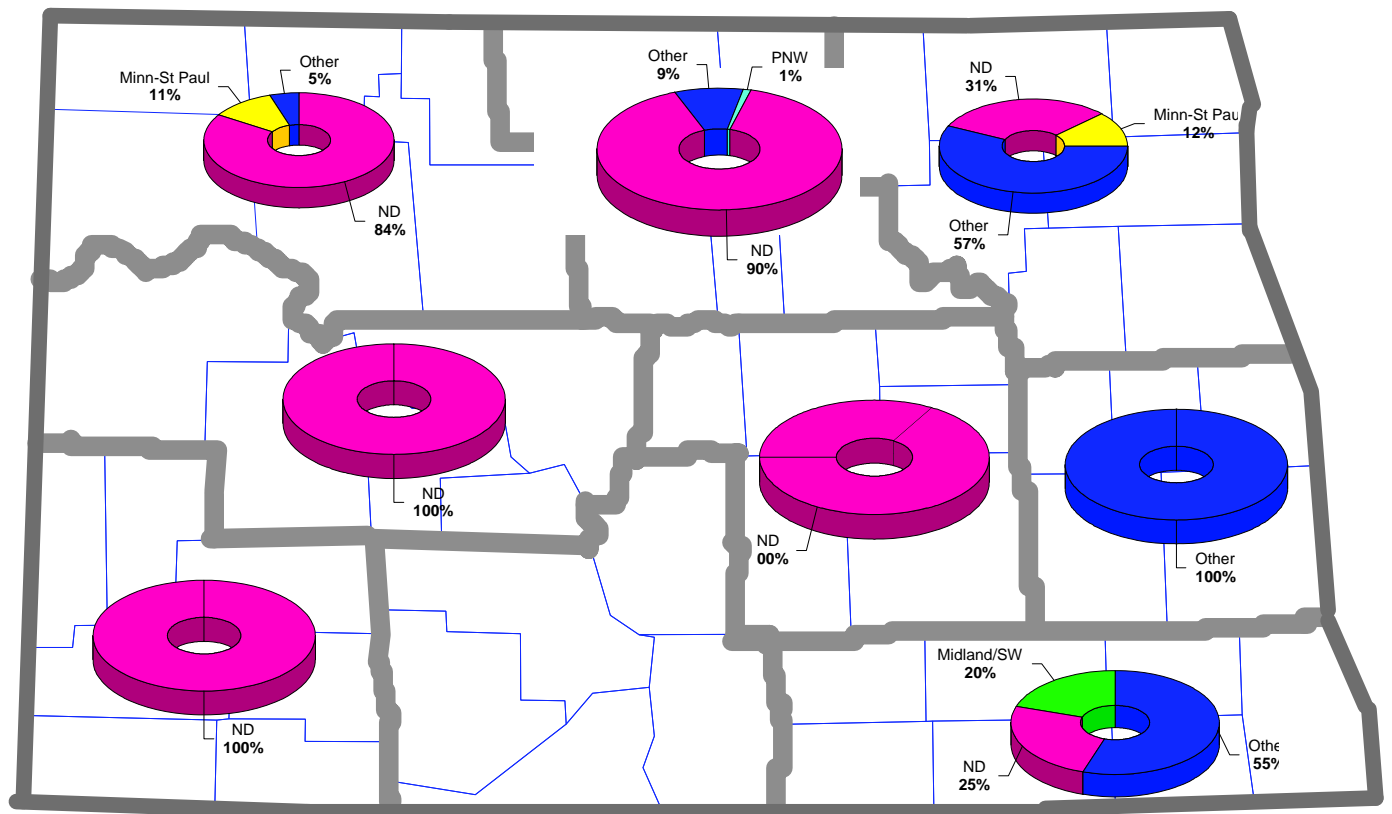 Minn-St Paul
11%
Other
5%
ND
84%
Other
9%
PNW
1%
ND
90%
ND
31%
Minn-St Pau
12%
Other
57%
ND
100%
ND
00%
Other
100%
ND
100%
Midland/SW
20%
ND
25%
Othe
55%